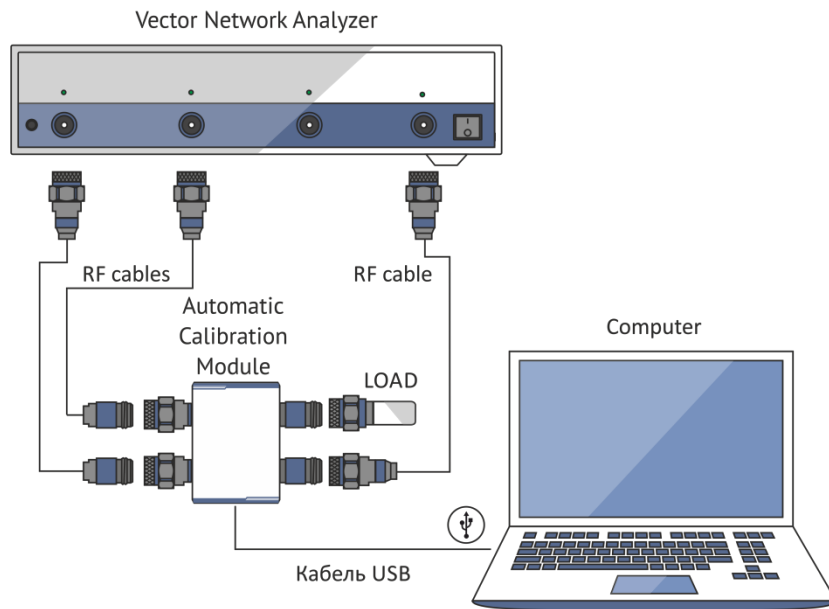 Vector Network Analyzer
RF cables
RF cable
Automatic
Calibration
Module
Computer
LOAD
Кабель USB